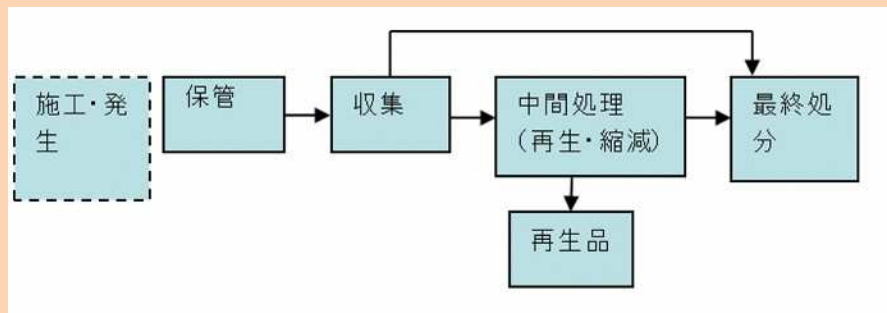 施工・発
生
保管
収集
中間処理
（再生・縮減）
最終処
分
再生品